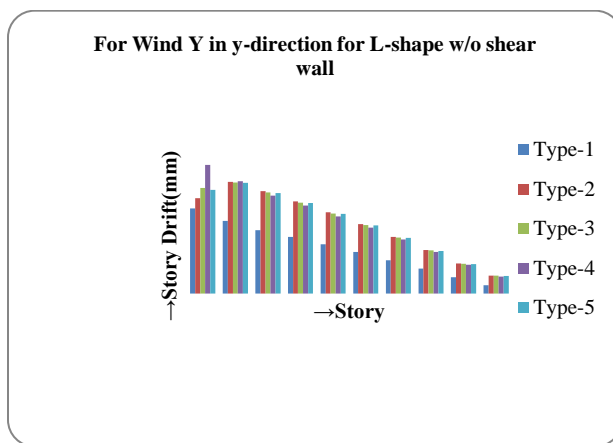 For Wind Y in y-direction for L-shape w/o shear
wall
→Story Drift(mm)
→Story
Type-1
Type-2
Type-3
Type-4
Type-5